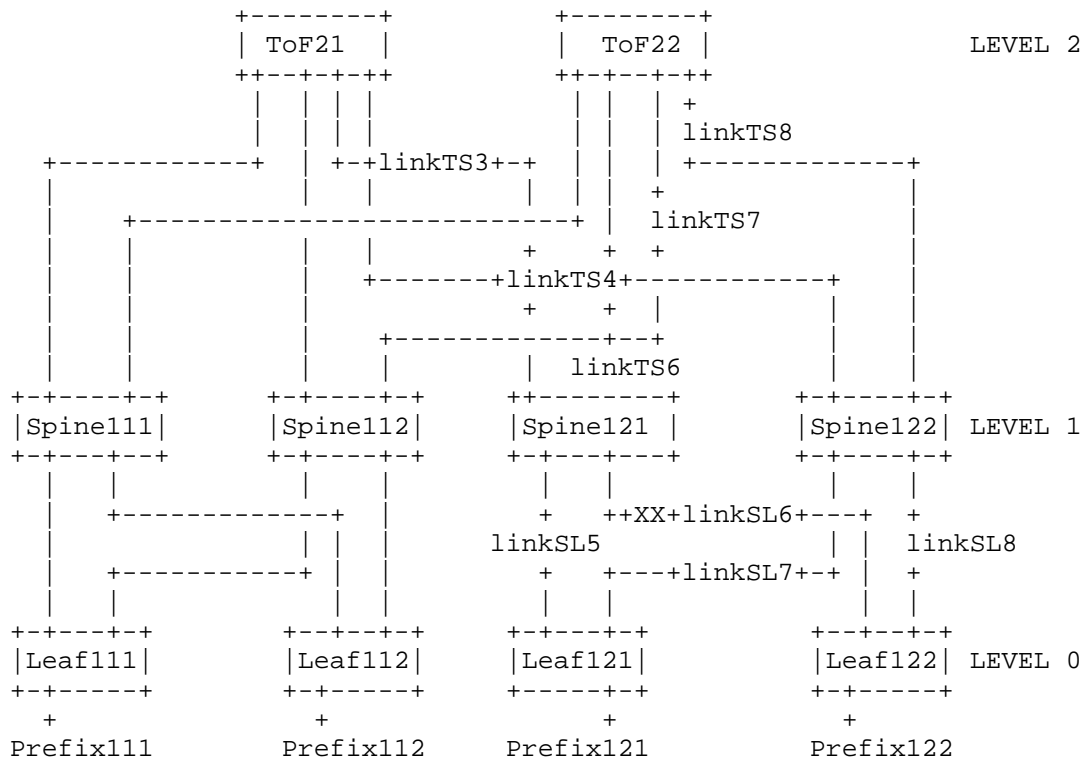 ToF21 ToF22 LEVEL 2
linkTS8
linkTS3
linkTS7
linkTS4
linkTS6
Spine111 Spine112 Spine121 Spine122 LEVEL 1
XX linkSL6
linkSL5 linkSL8
linkSL7
Leaf111 Leaf112 Leaf121 Leaf122 LEVEL 0
Prefix111 Prefix112 Prefix121 Prefix122